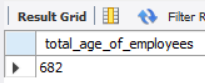 Result Grid Filter R
total_age_of_employees
682